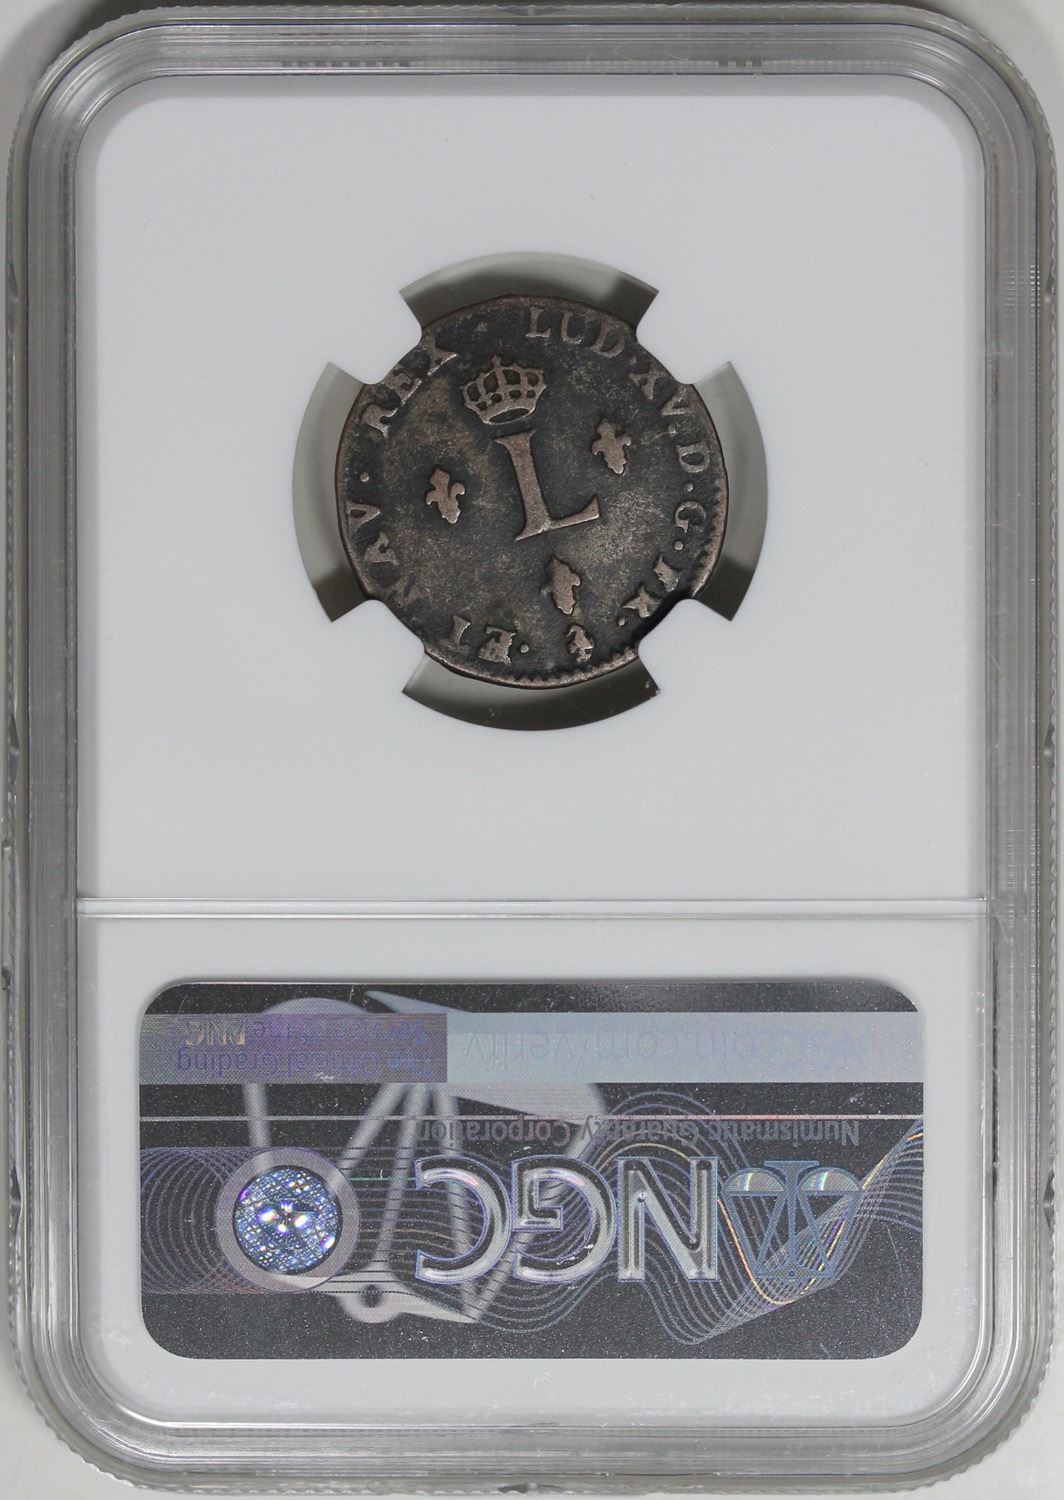 LUD·XV·D·G·FR·ET NAV·REX·
L
NGC
Numismatic Guaranty Corporation
NGCcoin.com/verify
The Official Grading
Service of the PNG